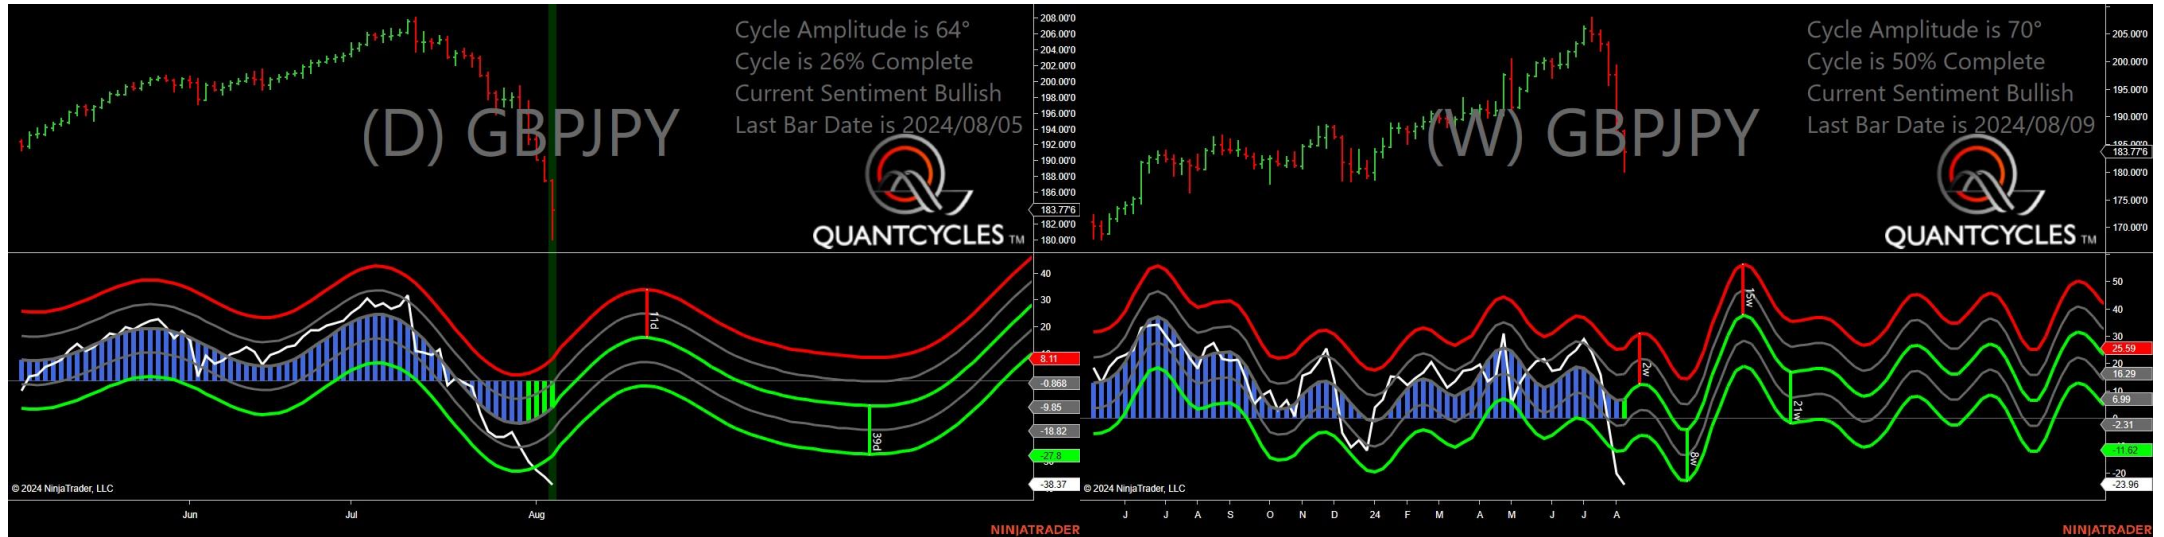 Cycle Amplitude is 64°
Cycle is 26% Complete
Current Sentiment Bullish
Last Bar Date is 2024/08/05
(D) GBPJPY
QUANTCYCLES TM
208.00'0
206.00'0
204.00'0
202.00'0
200.00'0
198.00'0
196.00'0
194.00'0
192.00'0
190.00'0
188.00'0
186.00'0
183.77'6
182.00'0
180.00'0
11d
39d
40
30
20
8.11
-0.868
-9.85
-18.82
-27.8
-38.37
© 2024 NinjaTrader, LLC
Jun
Jul
Aug
NINJATRADER
Cycle Amplitude is 70°
Cycle is 50% Complete
Current Sentiment Bullish
Last Bar Date is 2024/08/09
(W) GBPJPY
QUANTCYCLES TM
205.00'0
200.00'0
195.00'0
190.00'0
185.00'0
183.77'6
180.00'0
175.00'0
170.00'0
2w
8w
15w
21w
50
40
30
25.59
20
16.29
10
6.99
0
-2.31
-11.62
-20
-23.96
© 2024 NinjaTrader, LLC
J J A S O N D 24 F M A M J J A
NINJATRADER